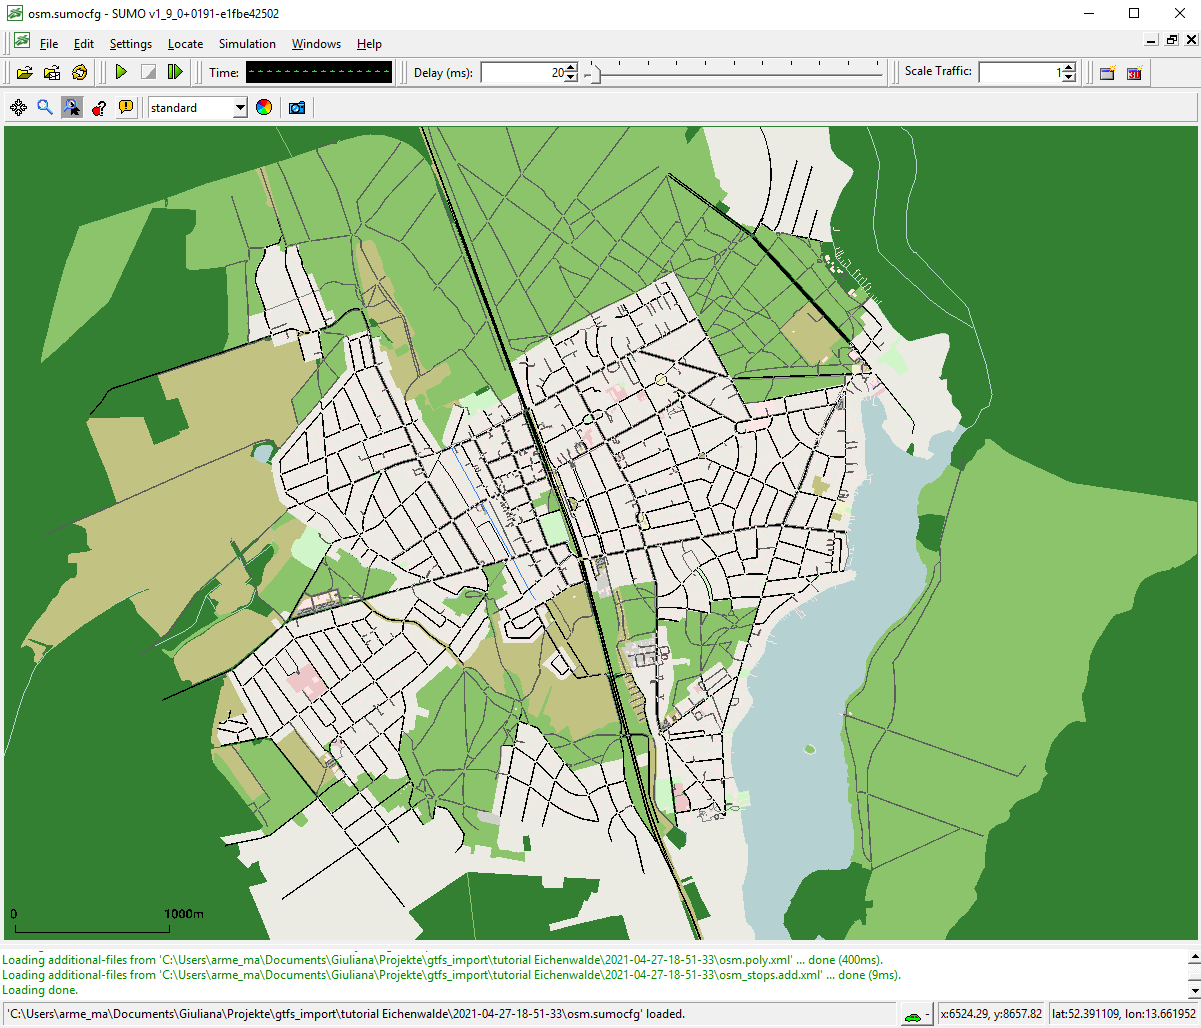 osm.sumocfg - SUMO v1_9_0+0191-e1fbe42502
File Edit Settings Locate Simulation Windows Help
Time: Delay (ms): 20 Scale Traffic: 1
standard
0 1000m
Loading additional-files from 'C:\Users\arme_ma\Documents\Giuliana\Projekte\gtfs_import\tutorial Eichenwalde\2021-04-27-18-51-33\osm.poly.xml' ... done (400ms).
Loading additional-files from 'C:\Users\arme_ma\Documents\Giuliana\Projekte\gtfs_import\tutorial Eichenwalde\2021-04-27-18-51-33\osm_stops.add.xml' ... done (9ms).
Loading done.
'C:\Users\arme_ma\Documents\Giuliana\Projekte\gtfs_import\tutorial Eichenwalde\2021-04-27-18-51-33\osm.sumocfg' loaded. - x:6524.29, y:8657.82 lat:52.391109, lon:13.661952